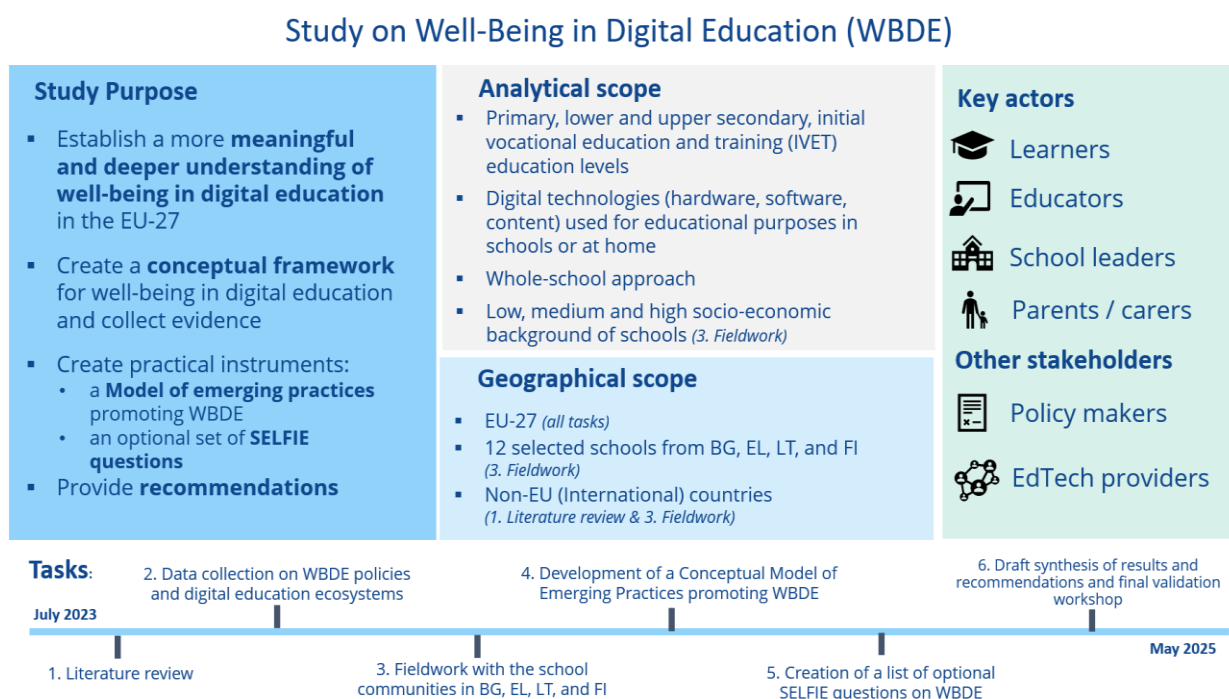 Study on Well-Being in Digital Education (WBDE)
Study Purpose
▪ Establish a more meaningful
and deeper understanding of
well-being in digital education
in the EU-27
▪ Create a conceptual framework
for well-being in digital education
and collect evidence
▪ Create practical instruments:
• a Model of emerging practices
promoting WBDE
• an optional set of SELFIE
questions
▪ Provide recommendations
Analytical scope
▪ Primary, lower and upper secondary, initial
vocational education and training (IVET)
education levels
▪ Digital technologies (hardware, software,
content) used for educational purposes in
schools or at home
▪ Whole-school approach
▪ Low, medium and high socio-economic
background of schools (3. Fieldwork)
Geographical scope
▪ EU-27 (all tasks)
▪ 12 selected schools from BG, EL, LT, and FI
(3. Fieldwork)
▪ Non-EU (International) countries
(1. Literature review & 3. Fieldwork)
Key actors
Learners
Educators
School leaders
Parents / carers
Other stakeholders
Policy makers
EdTech providers
Tasks:
July 2023
1. Literature review
2. Data collection on WBDE policies
and digital education ecosystems
3. Fieldwork with the school
communities in BG, EL, LT, and FI
4. Development of a Conceptual Model of
Emerging Practices promoting WBDE
5. Creation of a list of optional
SELFIE questions on WBDE
6. Draft synthesis of results and
recommendations and final validation
workshop
May 2025